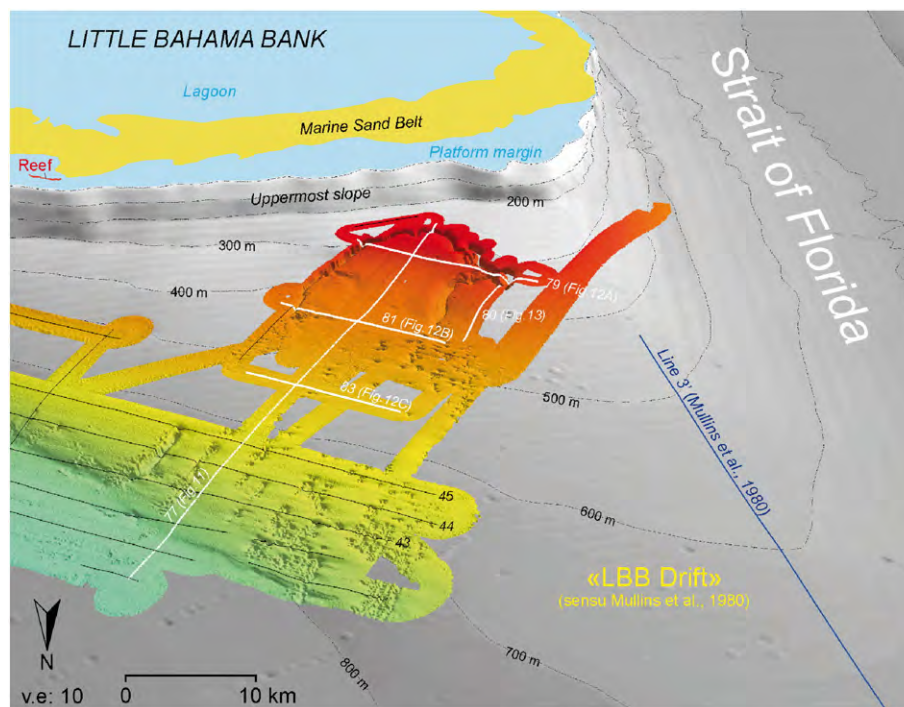 LITTLE BAHAMA BANK
Lagoon
Marine Sand Belt
Reef
Platform margin
Uppermost slope
200 m
300 m
400 m
Strait of Florida
79 (Fig.12A)
80 (Fig.13)
81 (Fig.12B)
83 (Fig.12C)
500 m
Line 3' (Mullins et al., 1980)
77 (Fig.11)
45
44
43
600 m
«LBB Drift»
(sensu Mullins et al., 1980)
700 m
800 m
N
v.e: 10
0
10 km